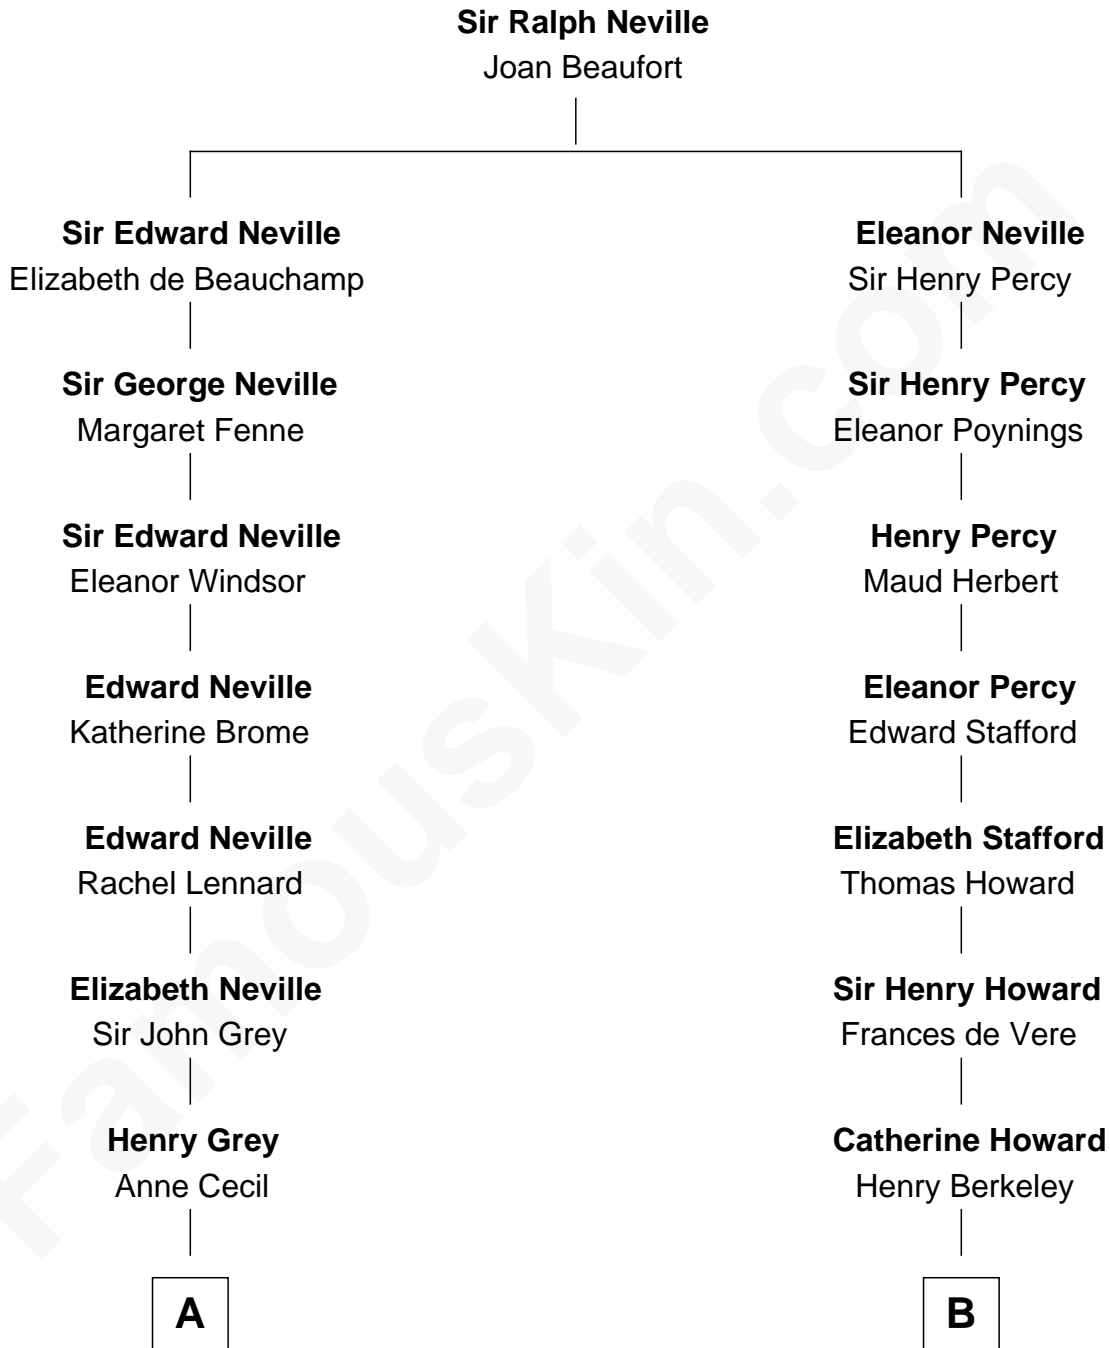 Sir Ralph Neville
Joan Beaufort
Sir Edward Neville
Elizabeth de Beauchamp
Eleanor Neville
Sir Henry Percy
Sir George Neville
Margaret Fenne
Sir Henry Percy
Eleanor Poynings
Sir Edward Neville
Eleanor Windsor
Henry Percy
Maud Herbert
Edward Neville
Katherine Brome
Eleanor Percy
Edward Stafford
Edward Neville
Rachel Lennard
Elizabeth Stafford
Thomas Howard
Elizabeth Neville
Sir John Grey
Sir Henry Howard
Frances de Vere
Henry Grey
Anne Cecil
Catherine Howard
Henry Berkeley
A
B
FamousKin.com